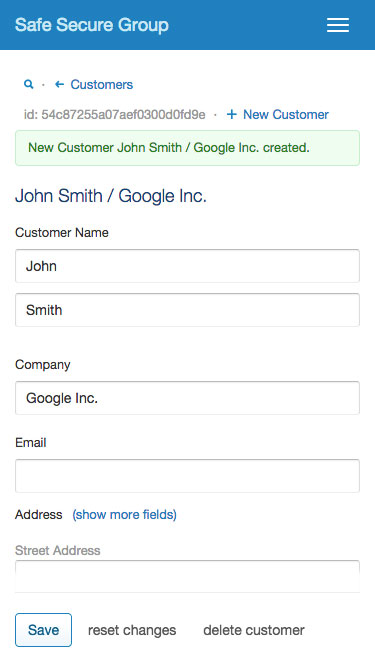 Safe Secure Group
· ← Customers
id: 54c87255a07aef0300d0fd9e · + New Customer
New Customer John Smith / Google Inc. created.
John Smith / Google Inc.
Customer Name
John
Smith
Company
Google Inc.
Email
Address (show more fields)
Street Address
Save reset changes delete customer